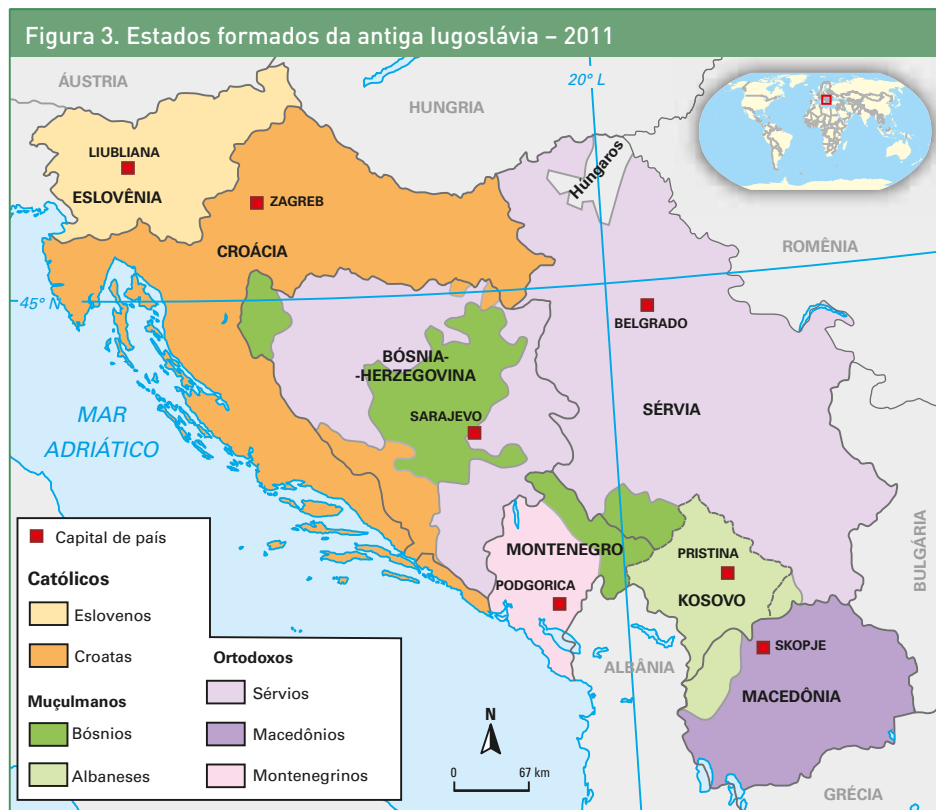 Figura 3. Estados formados da antiga Iugoslávia – 2011
ÁUSTRIA
HUNGRIA
20° L
LIUBLIANA
ESLOVÊNIA
ZAGREB
CROÁCIA
Húngaros
ROMÊNIA
45° N
BELGRADO
BÓSNIA-
-HERZEGOVINA
SARAJEVO
SÉRVIA
MAR
ADRIÁTICO
MONTENEGRO
PODGORICA
PRISTINA
KOSOVO
BULGÁRIA
ALBÂNIA
SKOPJE
MACEDÔNIA
GRÉCIA
Capital de país
Católicos
Eslovenos
Croatas
Muçulmanos
Bósnios
Albaneses
Ortodoxos
Sérvios
Macedônios
Montenegrinos
N
0 67 km